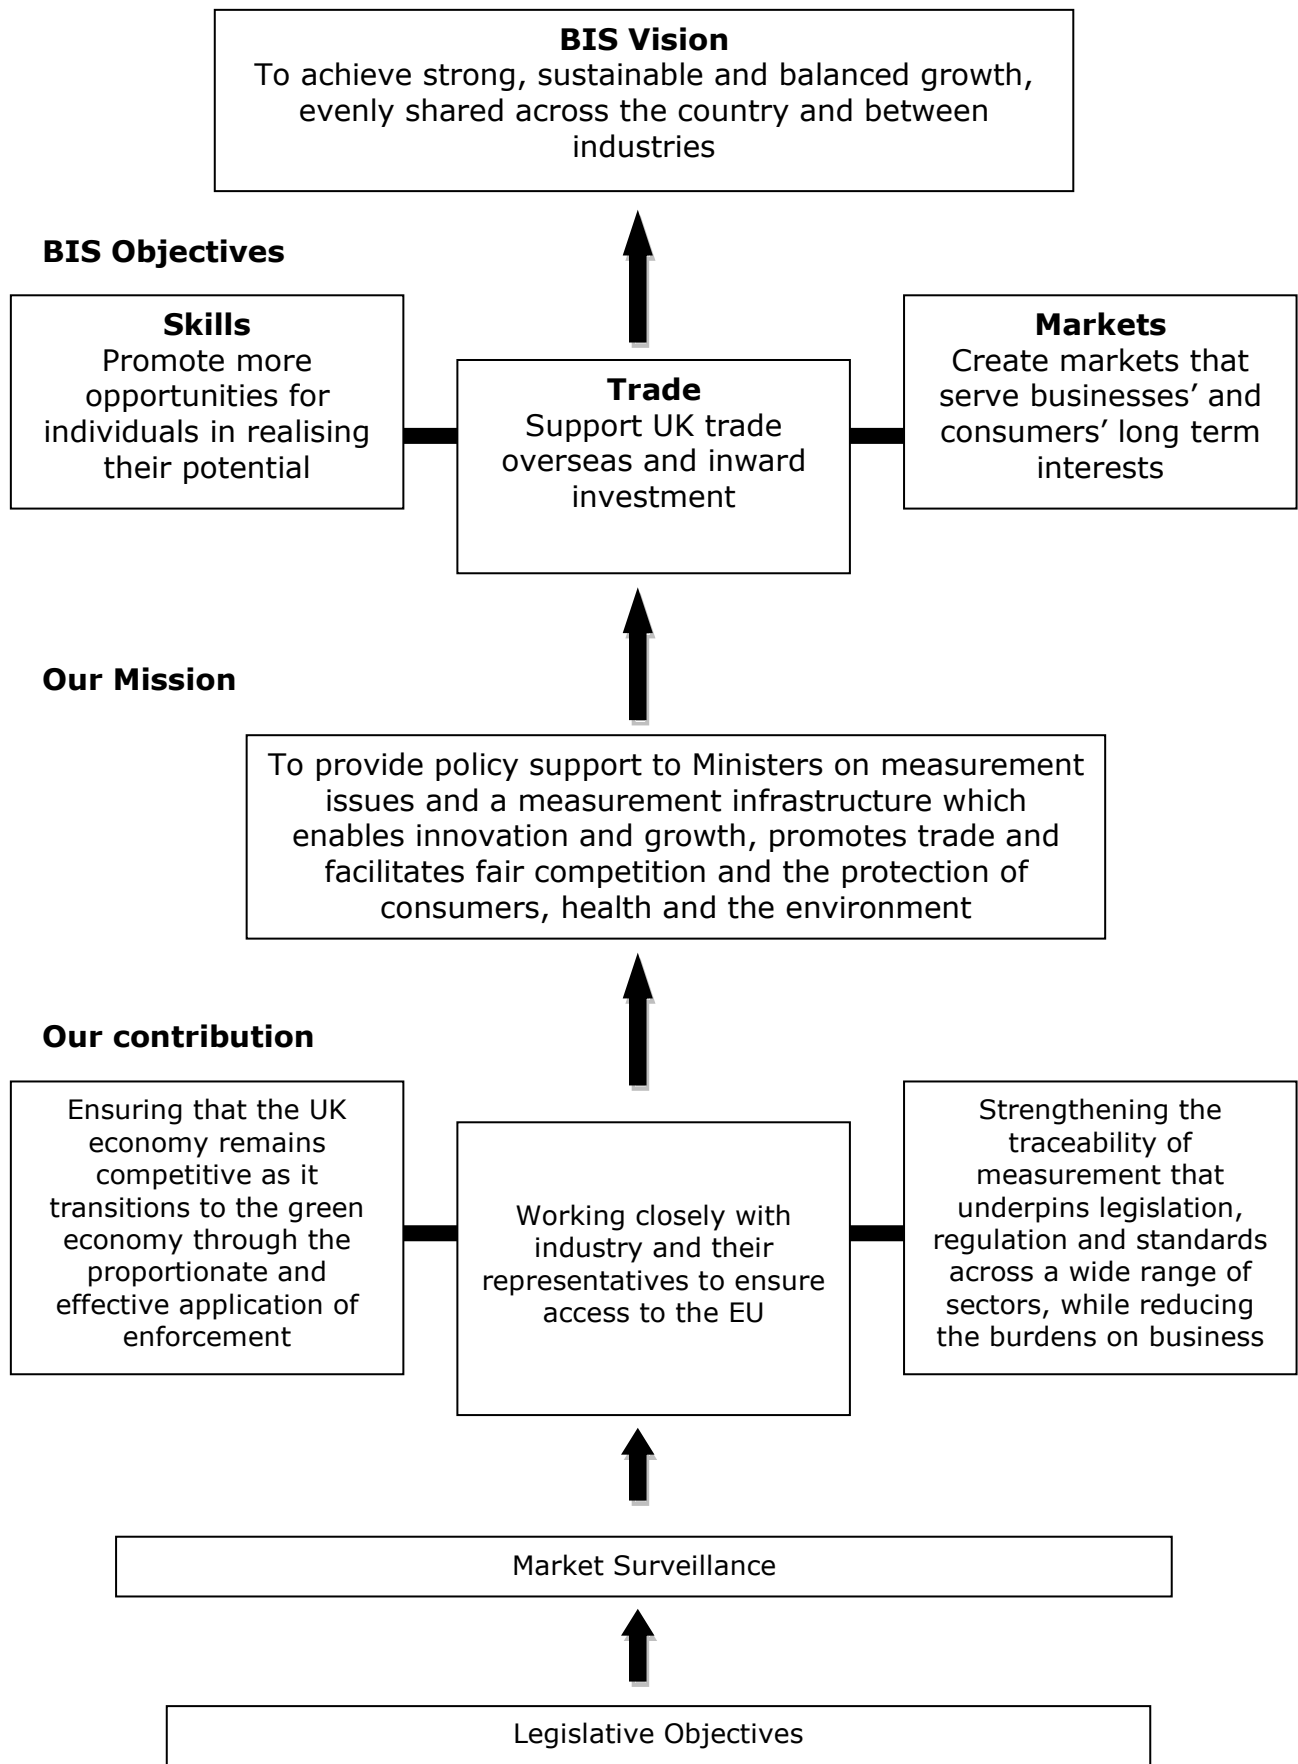 BIS Vision
To achieve strong, sustainable and balanced growth,
evenly shared across the country and between
industries
BIS Objectives
Skills
Promote more
opportunities for
individuals in realising
their potential
Trade
Support UK trade
overseas and inward
investment
Markets
Create markets that
serve businesses’ and
consumers’ long term
interests
Our Mission
To provide policy support to Ministers on measurement
issues and a measurement infrastructure which
enables innovation and growth, promotes trade and
facilitates fair competition and the protection of
consumers, health and the environment
Our contribution
Ensuring that the UK
economy remains
competitive as it
transitions to the green
economy through the
proportionate and
effective application of
enforcement
Working closely with
industry and their
representatives to ensure
access to the EU
Strengthening the
traceability of
measurement that
underpins legislation,
regulation and standards
across a wide range of
sectors, while reducing
the burdens on business
Market Surveillance
Legislative Objectives